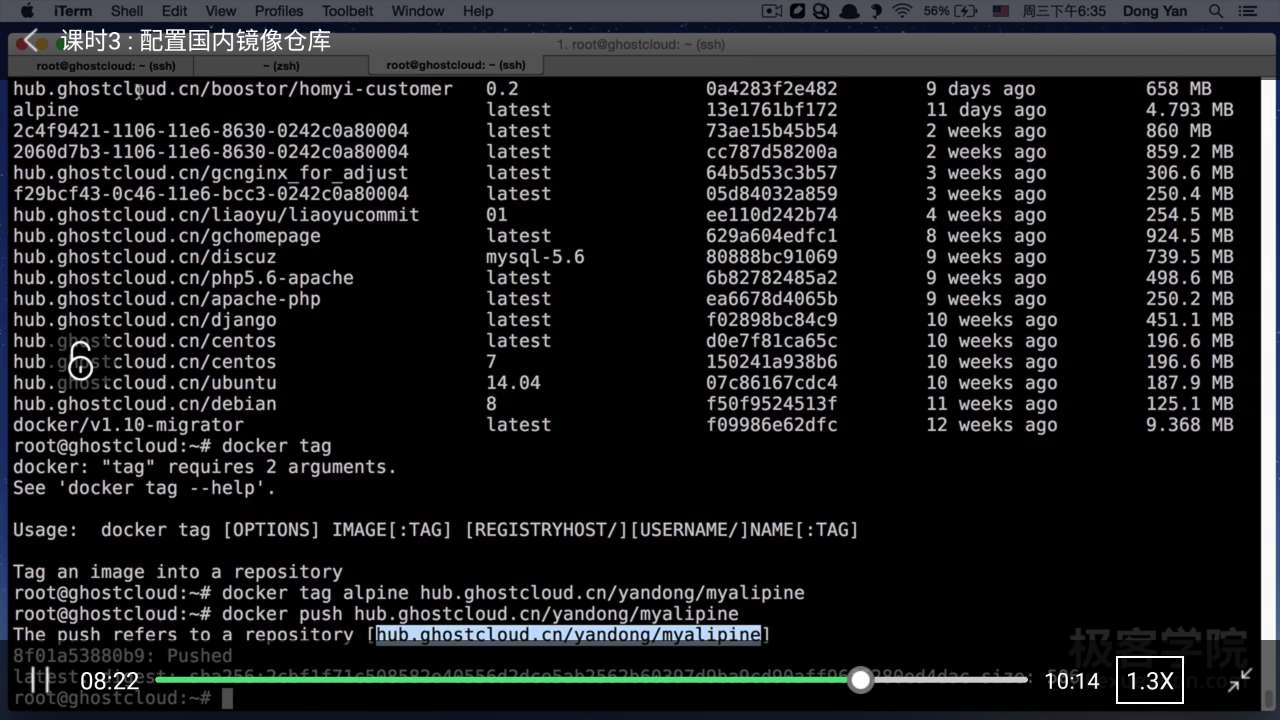 iTerm Shell Edit View Profiles Toolbelt Window Help 56% 周三下午6:35 Dong Yan
课时3 : 配置国内镜像仓库
1. root@ghostcloud: ~ (ssh)
root@ghostcloud: ~ (ssh) ~ (zsh) root@ghostcloud: ~ (ssh)
hub.ghostcloud.cn/boostor/homyi-customer 0.2 0a4283f2e482 9 days ago 658 MB
alpine latest 13e1761bf172 11 days ago 4.793 MB
2c4f9421-1106-11e6-8630-0242c0a80004 latest 73ae15b45b54 2 weeks ago 860 MB
2060d7b3-1106-11e6-8630-0242c0a80004 latest cc787d58200a 2 weeks ago 859.2 MB
hub.ghostcloud.cn/gcnginx_for_adjust latest 64b5d53c3b57 3 weeks ago 306.6 MB
f29bcf43-0c46-11e6-bcc3-0242c0a80004 latest 05d84032a859 3 weeks ago 250.4 MB
hub.ghostcloud.cn/liaoyu/liaoyucommit 01 ee110d242b74 4 weeks ago 254.5 MB
hub.ghostcloud.cn/gchomepage latest 629a604edfc1 8 weeks ago 924.5 MB
hub.ghostcloud.cn/discuz mysql-5.6 80888bc91069 9 weeks ago 739.5 MB
hub.ghostcloud.cn/php5.6-apache latest 6b82782485a2 9 weeks ago 498.6 MB
hub.ghostcloud.cn/apache-php latest ea6678d4065b 9 weeks ago 250.2 MB
hub.ghostcloud.cn/django latest f02898bc84c9 10 weeks ago 451.1 MB
hub.ghostcloud.cn/centos latest d0e7f81ca65c 10 weeks ago 196.6 MB
hub.ghostcloud.cn/centos 7 150241a938b6 10 weeks ago 196.6 MB
hub.ghostcloud.cn/ubuntu 14.04 07c86167cdc4 10 weeks ago 187.9 MB
hub.ghostcloud.cn/debian 8 f50f9524513f 11 weeks ago 125.1 MB
docker/v1.10-migrator latest f09986e62dfc 12 weeks ago 9.368 MB
root@ghostcloud:~# docker tag
docker: "tag" requires 2 arguments.
See 'docker tag --help'.
Usage: docker tag [OPTIONS] IMAGE[:TAG] [REGISTRYHOST/][USERNAME/]NAME[:TAG]
Tag an image into a repository
root@ghostcloud:~# docker tag alpine hub.ghostcloud.cn/yandong/myalipine
root@ghostcloud:~# docker push hub.ghostcloud.cn/yandong/myalipine
The push refers to a repository [hub.ghostcloud.cn/yandong/myalipine]
8f01a53880b9: Pushed
极客学院
08:22 10:14 1.3X
root@ghostcloud:~#